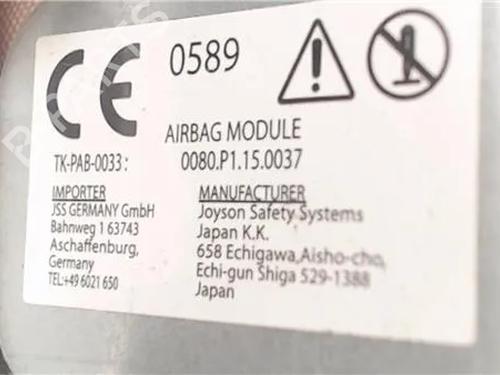 CE 0589
AIRBAG MODULE
TK-PAB-0033: 0080.P1.15.0037
IMPORTER
JSS GERMANY GmbH
Bahnweg 1 63743
Aschaffenburg,
Germany
TEL:+49 6021 650
MANUFACTURER
Joyson Safety Systems
Japan K.K.
658 Echigawa,Aisho-cho,
Echi-gun Shiga 529-1388
Japan